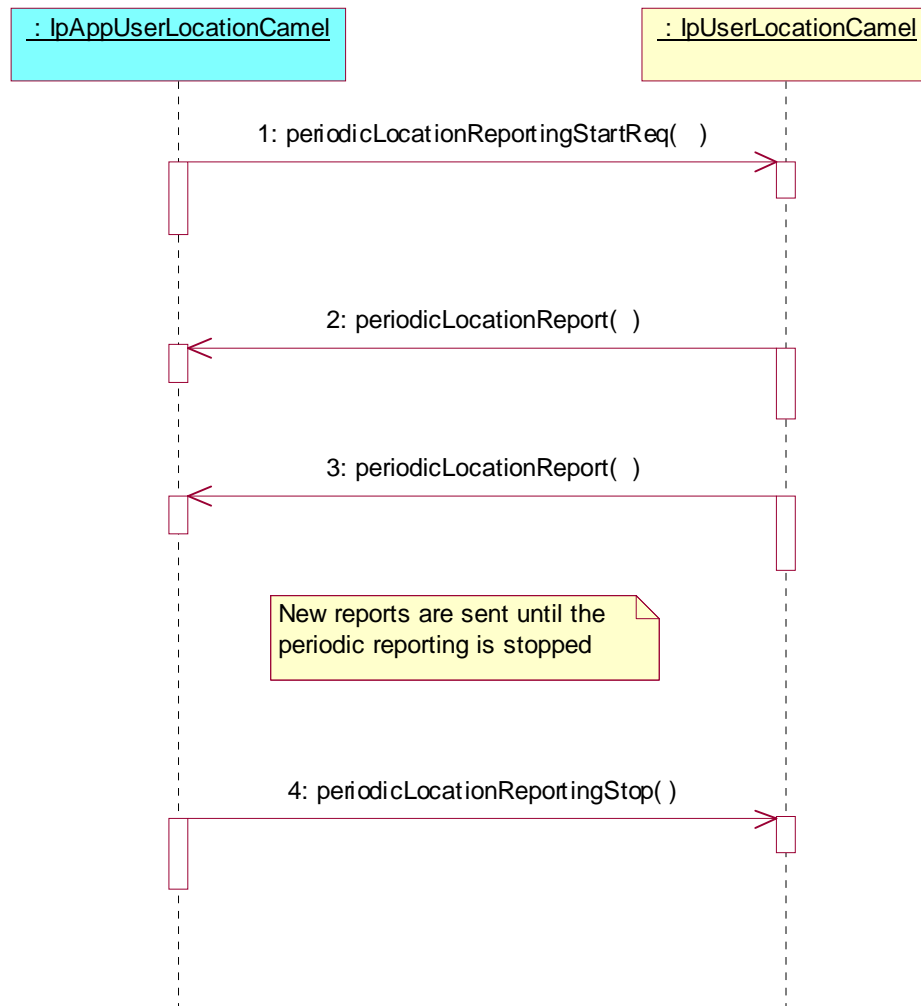 : IpAppUserLocationCamel
: IpUserLocationCamel
1: periodicLocationReportingStartReq( )
2: periodicLocationReport( )
3: periodicLocationReport( )
New reports are sent until the
periodic reporting is stopped
4: periodicLocationReportingStop( )